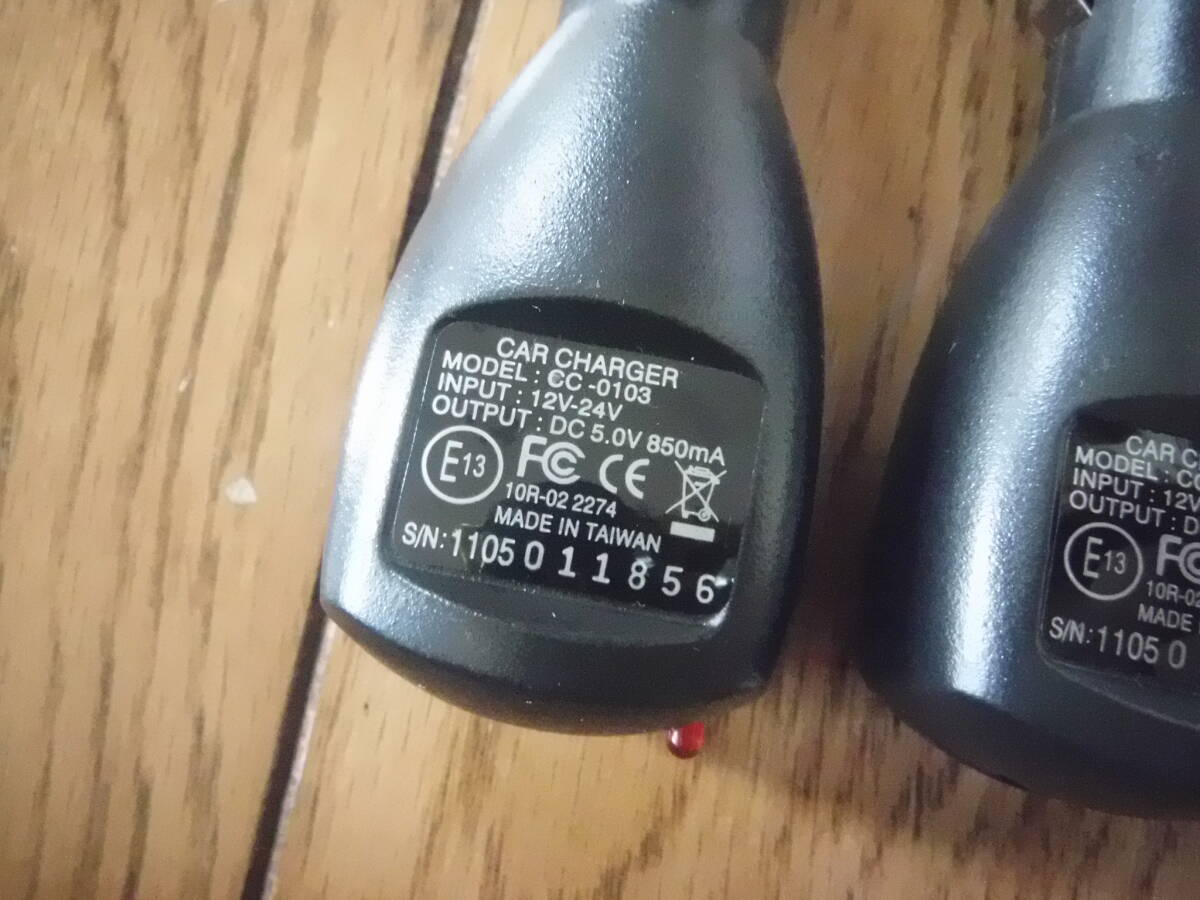 CAR CHARGER
MODEL : CC -0103
INPUT : 12V-24V
OUTPUT : DC 5.0V 850mA
E13 FC CE
10R-02 2274
MADE IN TAIWAN
S/N: 1105 0 1 1 8 5 6
CAR C
MODEL : CC
INPUT : 12V
OUTPUT : D
E13 FC
10R-02
MADE
S/N: 1105 0